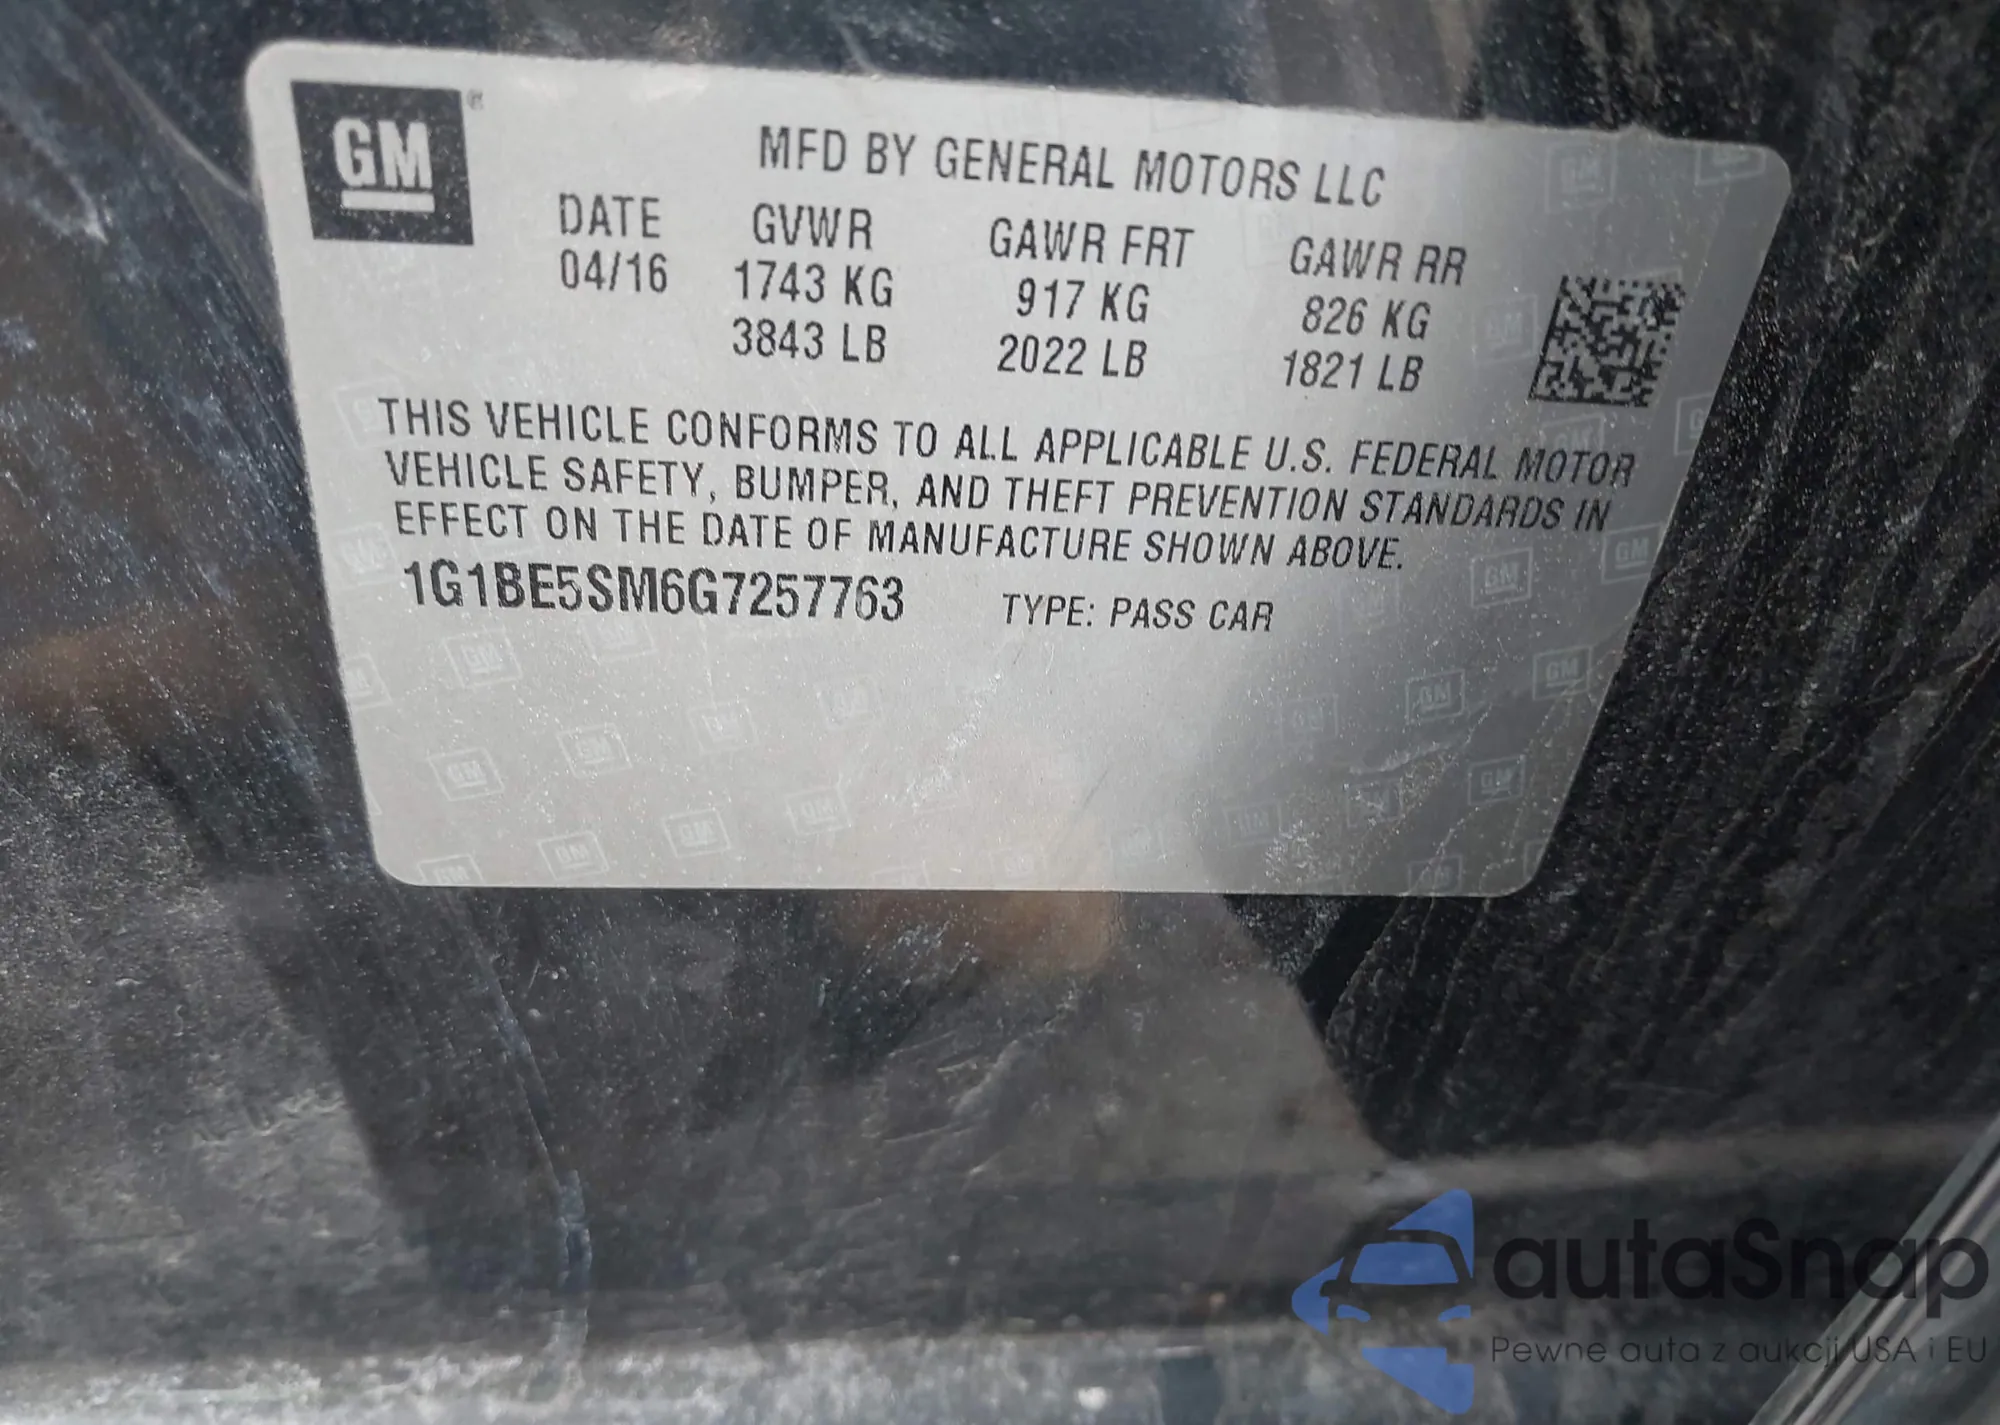 GM
MFD BY GENERAL MOTORS LLC
DATE GVWR GAWR FRT GAWR RR
04/16 1743 KG 917 KG 826 KG
3843 LB 2022 LB 1821 LB
THIS VEHICLE CONFORMS TO ALL APPLICABLE U.S. FEDERAL MOTOR
VEHICLE SAFETY, BUMPER, AND THEFT PREVENTION STANDARDS IN
EFFECT ON THE DATE OF MANUFACTURE SHOWN ABOVE.
1G1BE5SM6G7257763 TYPE: PASS CAR
autaSnap
Pewne auta z aukcji USA i EU